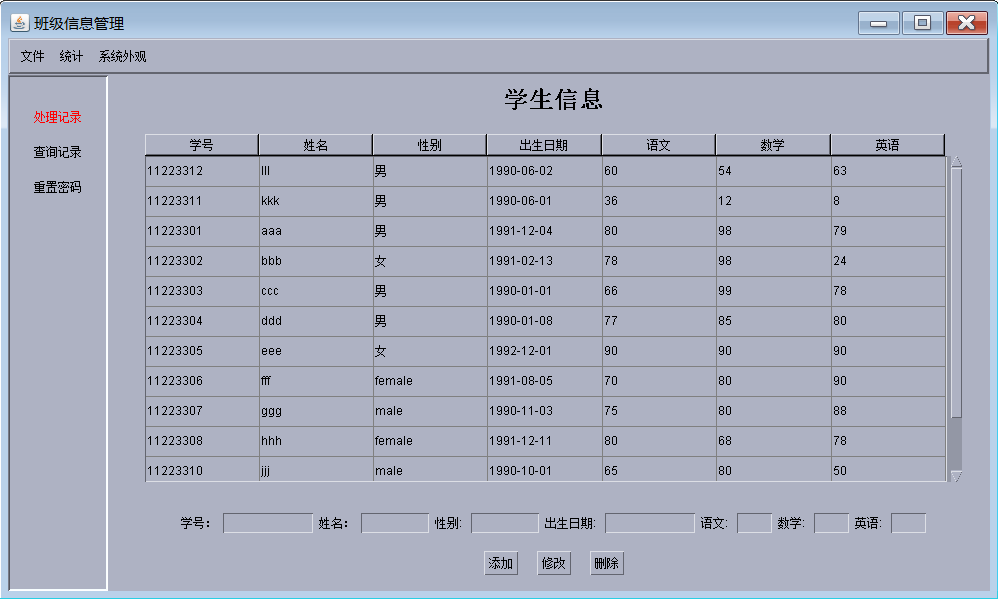 班级信息管理
文件 统计 系统外观
处理记录
查询记录
重置密码
学生信息
学号 姓名 性别 出生日期 语文 数学 英语
11223312 lll 男 1990-06-02 60 54 63
11223311 kkk 男 1990-06-01 36 12 8
11223301 aaa 男 1991-12-04 80 98 79
11223302 bbb 女 1991-02-13 78 98 24
11223303 ccc 男 1990-01-01 66 99 78
11223304 ddd 男 1990-01-08 77 85 80
11223305 eee 女 1992-12-01 90 90 90
11223306 fff female 1991-08-05 70 80 90
11223307 ggg male 1990-11-03 75 80 88
11223308 hhh female 1991-12-11 80 68 78
11223310 jjj male 1990-10-01 65 80 50
学号: 姓名: 性别: 出生日期: 语文: 数学: 英语:
添加 修改 删除